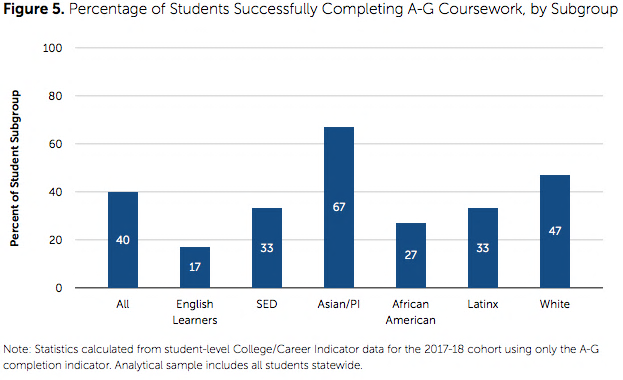 Figure 5. Percentage of Students Successfully Completing A-G Coursework, by Subgroup
100
80
60
40
20
0
Percent of Student Subgroup
40
17
33
67
27
33
47
All
English
Learners
SED
Asian/PI
African
American
Latinx
White
Note: Statistics calculated from student-level College/Career Indicator data for the 2017-18 cohort using only the A-G
completion indicator. Analytical sample includes all students statewide.